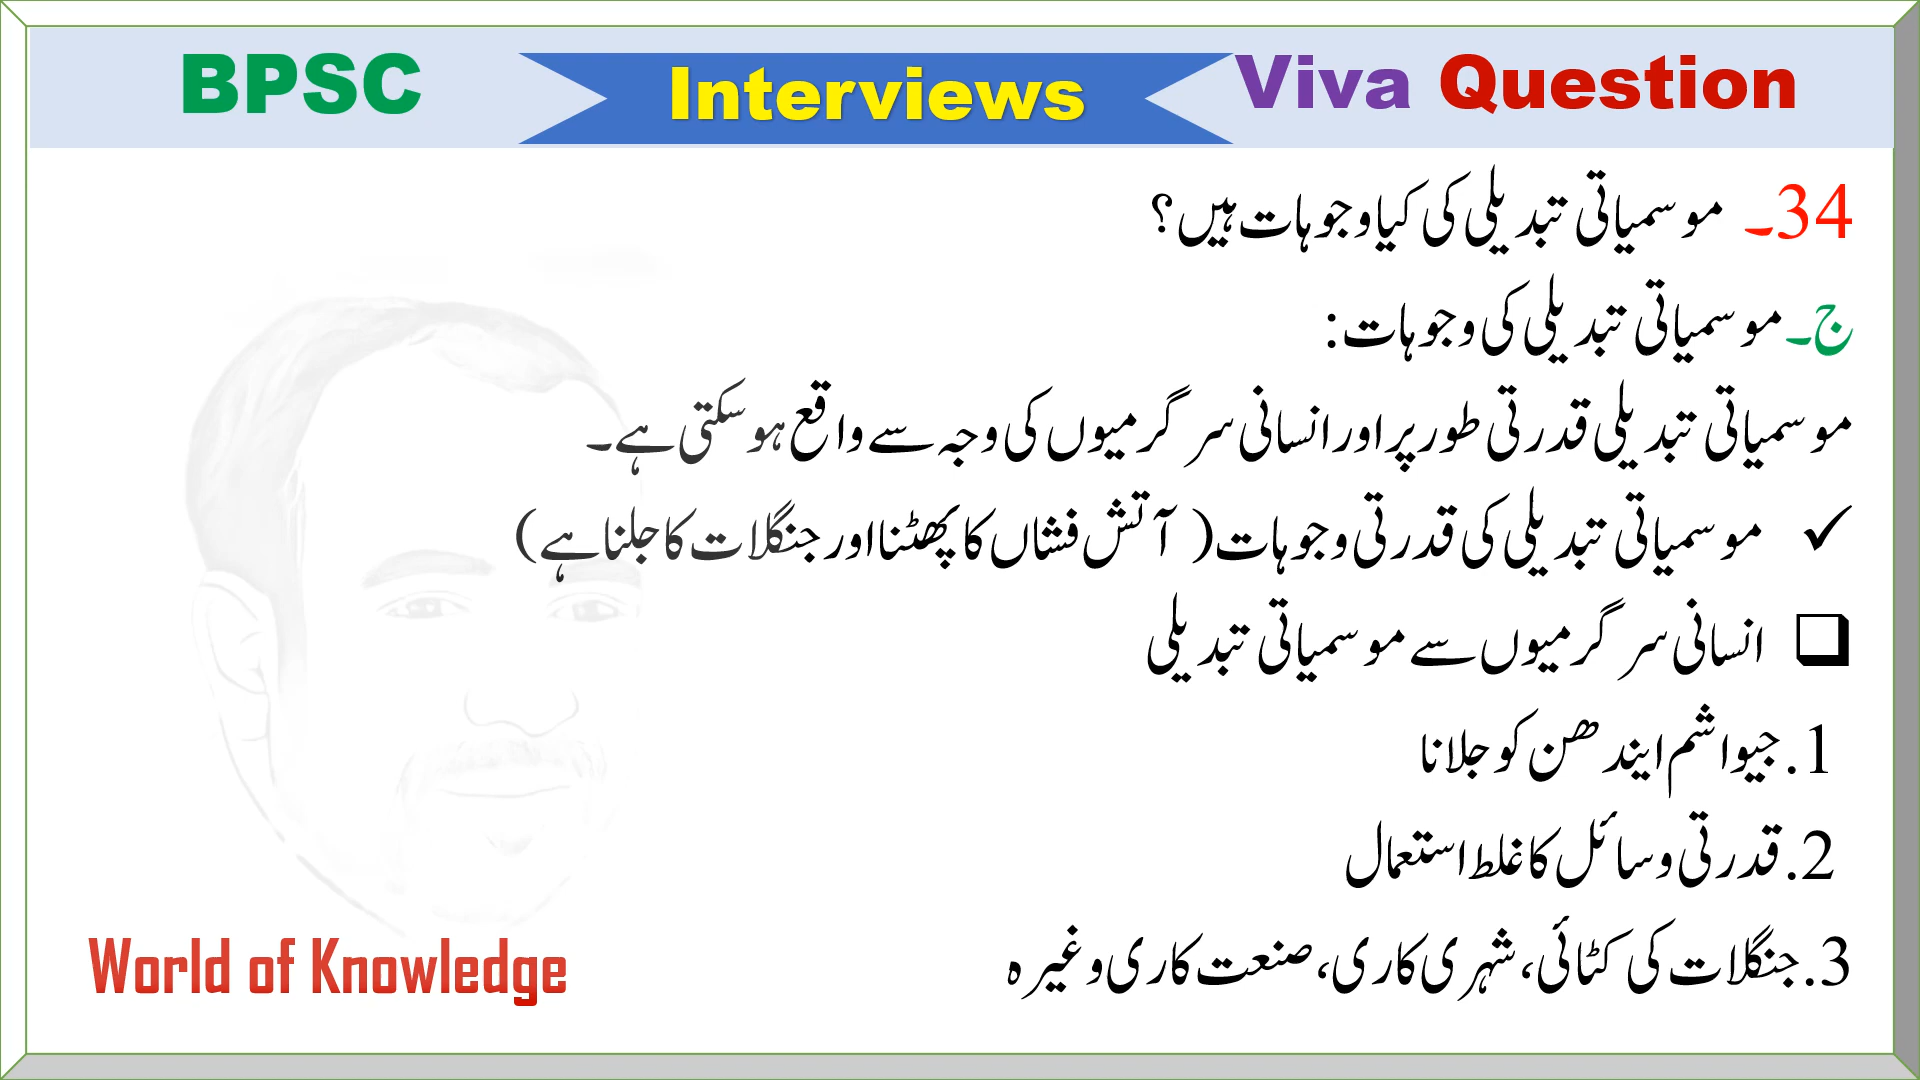 BPSC Interviews Viva Question
34۔ موسمیاتی تبدیلی کی کیا وجوہات ہیں؟
ج۔ موسمیاتی تبدیلی کی وجوہات:
موسمیاتی تبدیلی قدرتی طور پر اور انسانی سرگرمیوں کی وجہ سے واقع ہو سکتی ہے۔
✓ موسمیاتی تبدیلی کی قدرتی وجوہات( آتش فشاں کا پھٹنا اور جنگلات کا جلنا ہے)
❑ انسانی سرگرمیوں سے موسمیاتی تبدیلی
1. جیواشم ایندھن کو جلانا
2. قدرتی وسائل کا غلط استعمال
3. جنگلات کی کٹائی، شہری کاری، صنعت کاری وغیرہ
World of Knowledge